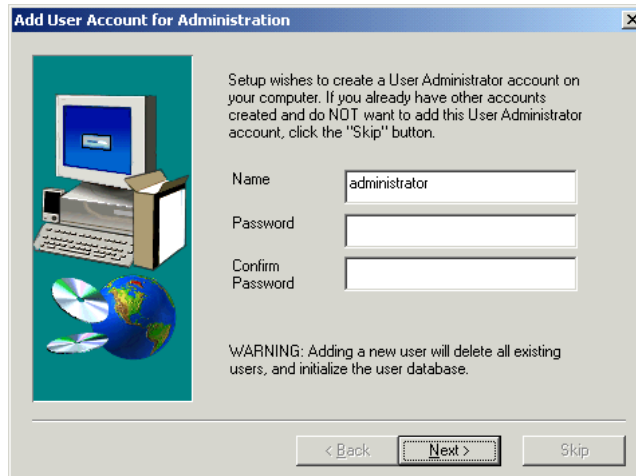 Add User Account for Administration
Setup wishes to create a User Administrator account on
your computer. If you already have other accounts
created and do NOT want to add this User Administrator
account, click the "Skip" button.
Name
administrator
Password
Confirm
Password
WARNING: Adding a new user will delete all existing
users, and initialize the user database.
< Back
Next >
Skip